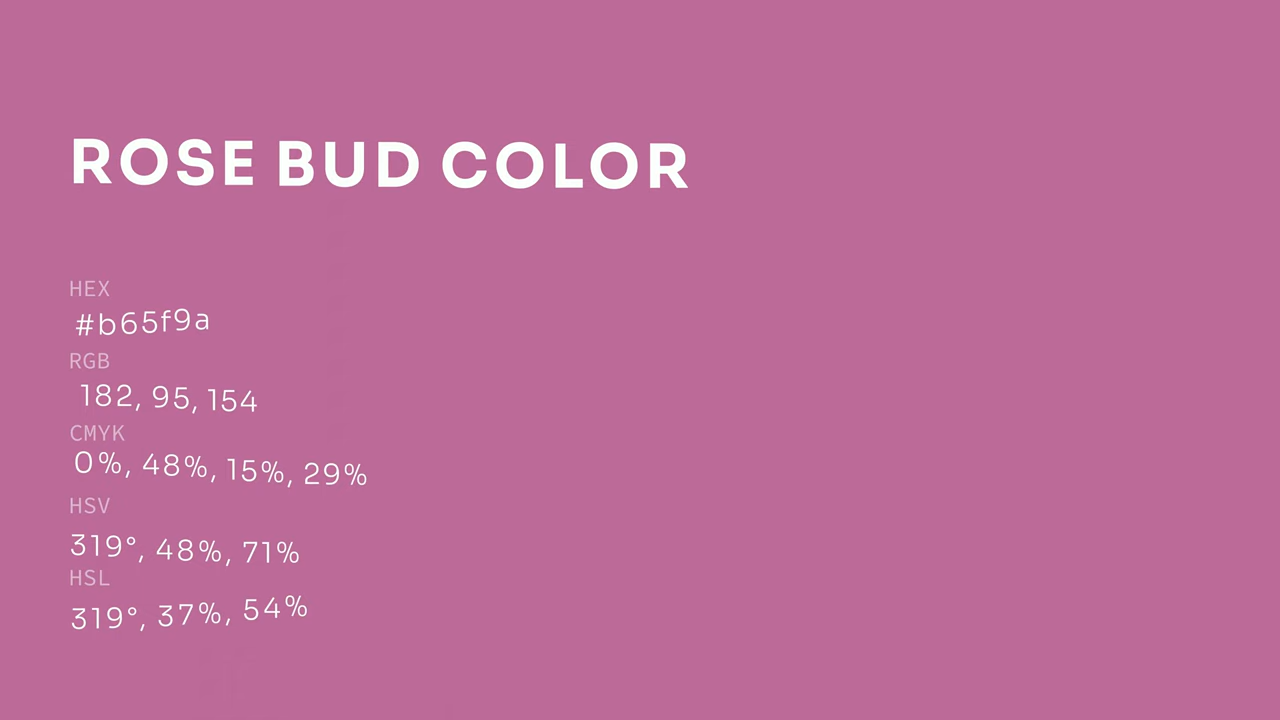 ROSE BUD COLOR
HEX
#b65f9a
RGB
182, 95, 154
CMYK
0%, 48%, 15%, 29%
HSV
319°, 48%, 71%
HSL
319°, 37%, 54%